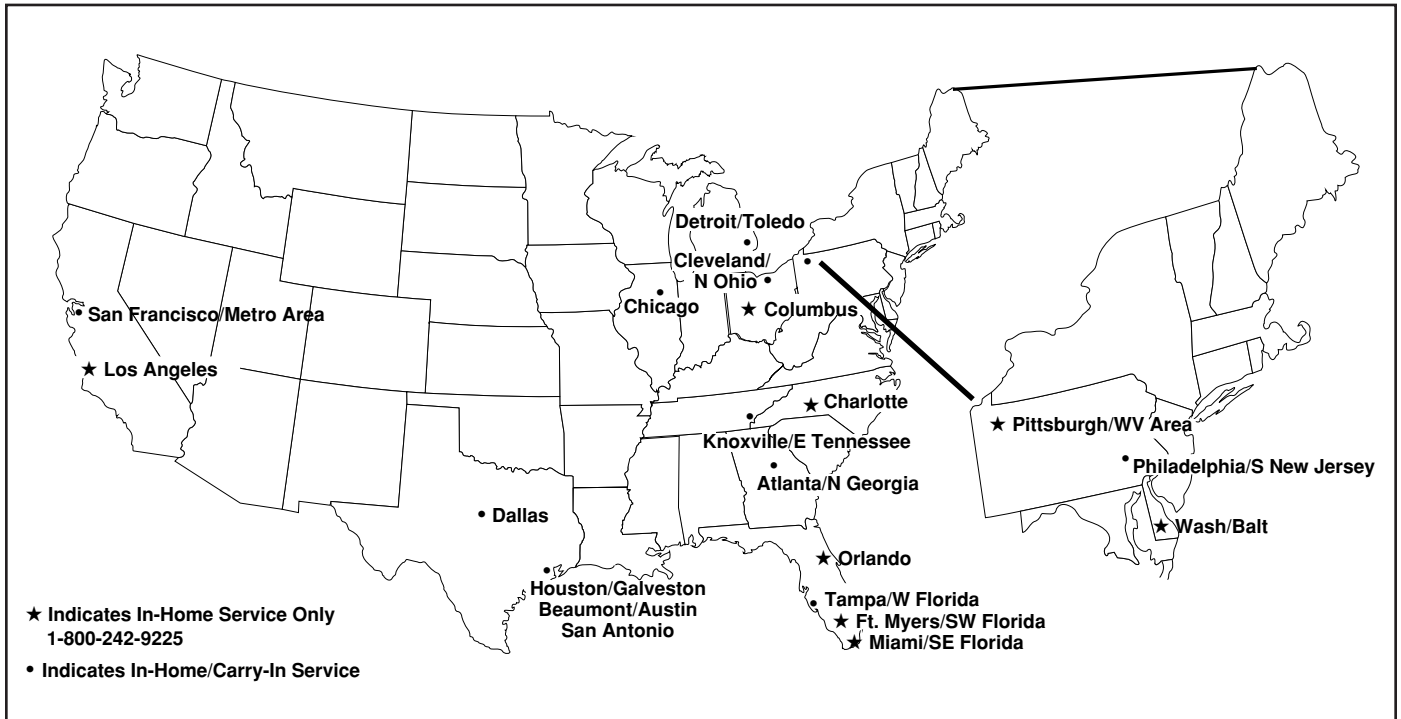 Detroit/Toledo
Cleveland/
N Ohio
Chicago
★ Columbus
San Francisco/Metro Area
★ Los Angeles
★ Charlotte
Knoxville/E Tennessee
Atlanta/N Georgia
★ Pittsburgh/WV Area
Philadelphia/S New Jersey
★ Wash/Balt
• Dallas
★ Orlando
Houston/Galveston
Beaumont/Austin
San Antonio
Tampa/W Florida
★ Ft. Myers/SW Florida
★ Miami/SE Florida
★ Indicates In-Home Service Only
1-800-242-9225
• Indicates In-Home/Carry-In Service